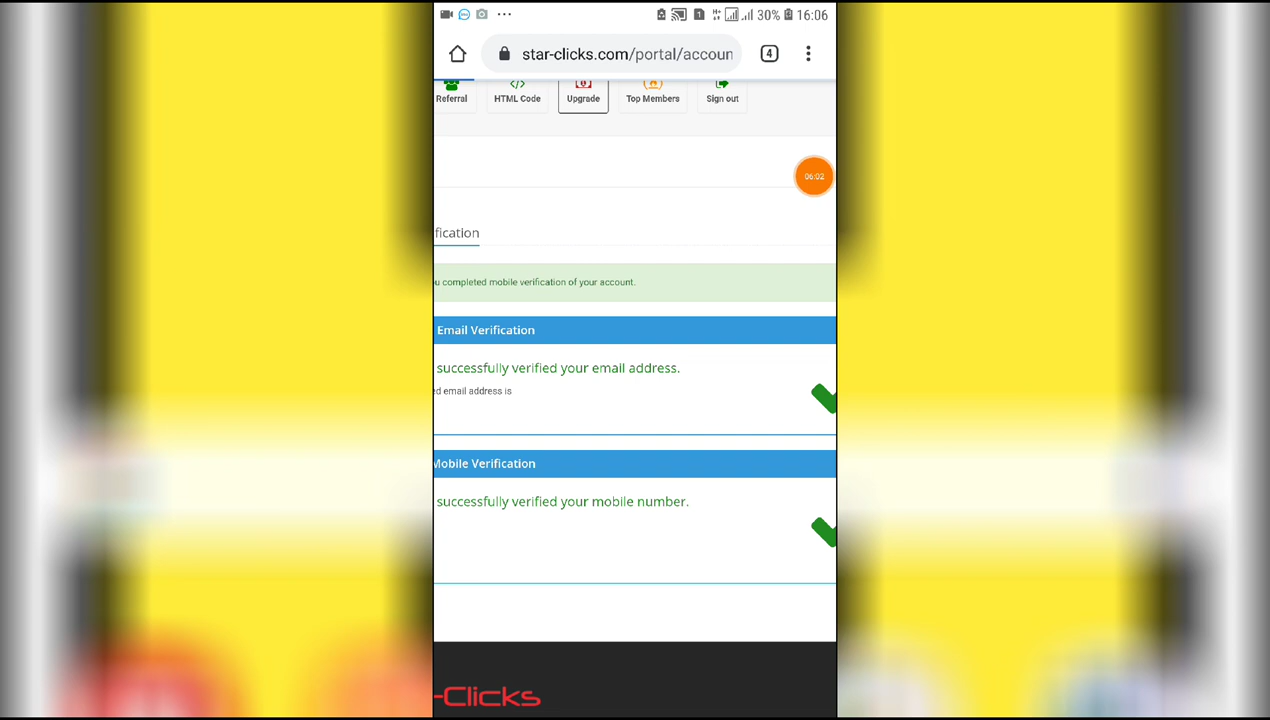 30% 16:06
star-clicks.com/portal/accoun 4
Referral HTML Code Upgrade Top Members Sign out
06:02
fication
u completed mobile verification of your account.
Email Verification
successfully verified your email address.
ed email address is
Mobile Verification
successfully verified your mobile number.
-Clicks